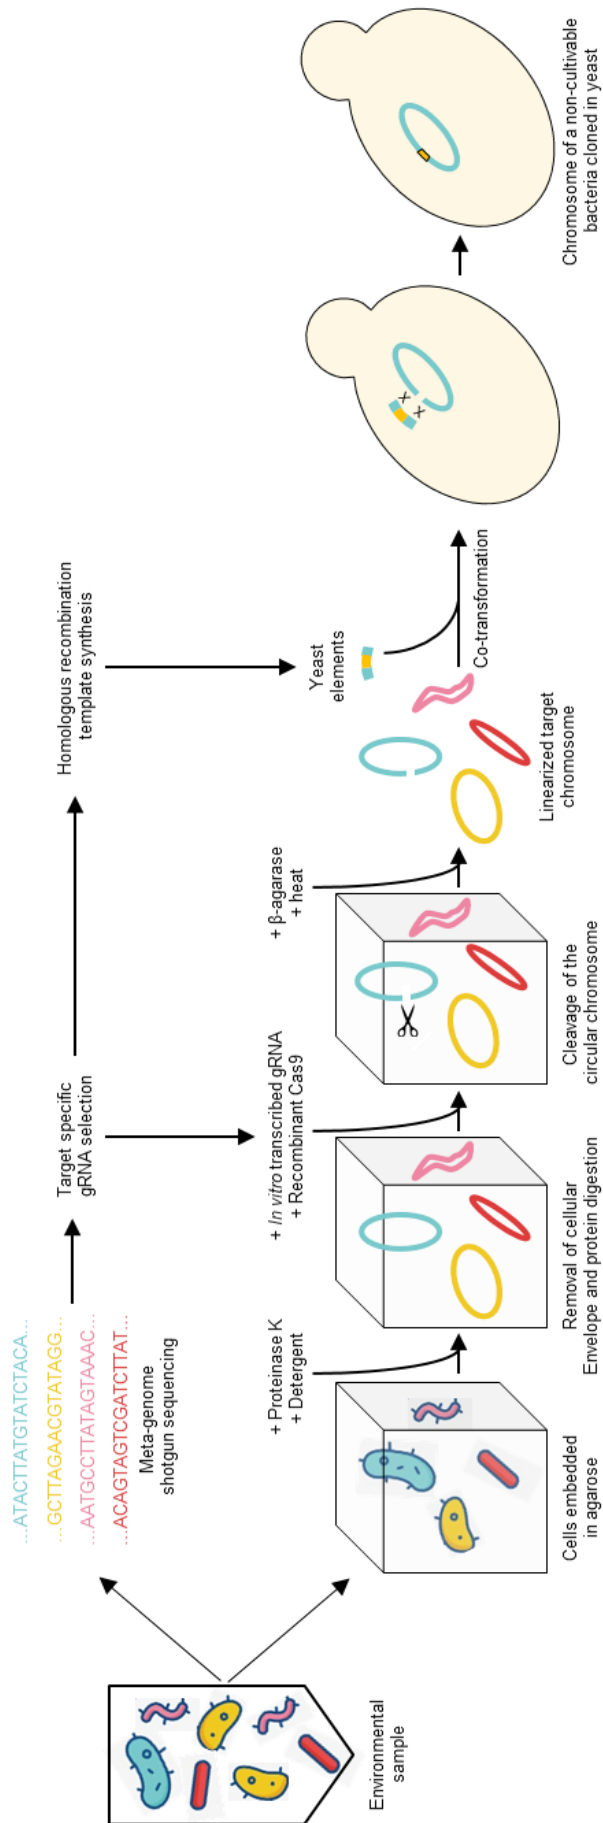 ...ATACTTATGTATCTACA...
...GCTTAGAACGTATAGG...
...AATGCCTTATAGTAAAC...
...ACAGTAGTCGATCTTAT...
Meta-genome
shotgun sequencing
Target specific
gRNA selection
Homologous recombination
template synthesis
Environmental
sample
+ Proteinase K
+ Detergent
+ In vitro transcribed gRNA
+ Recombinant Cas9
+ β-agarase
+ heat
Yeast
elements
Co-transformation
Cells embedded
in agarose
Removal of cellular
Envelope and protein digestion
Cleavage of the
circular chromosome
Linearized target
chromosome
Chromosome of a non-cultivable
bacteria cloned in yeast